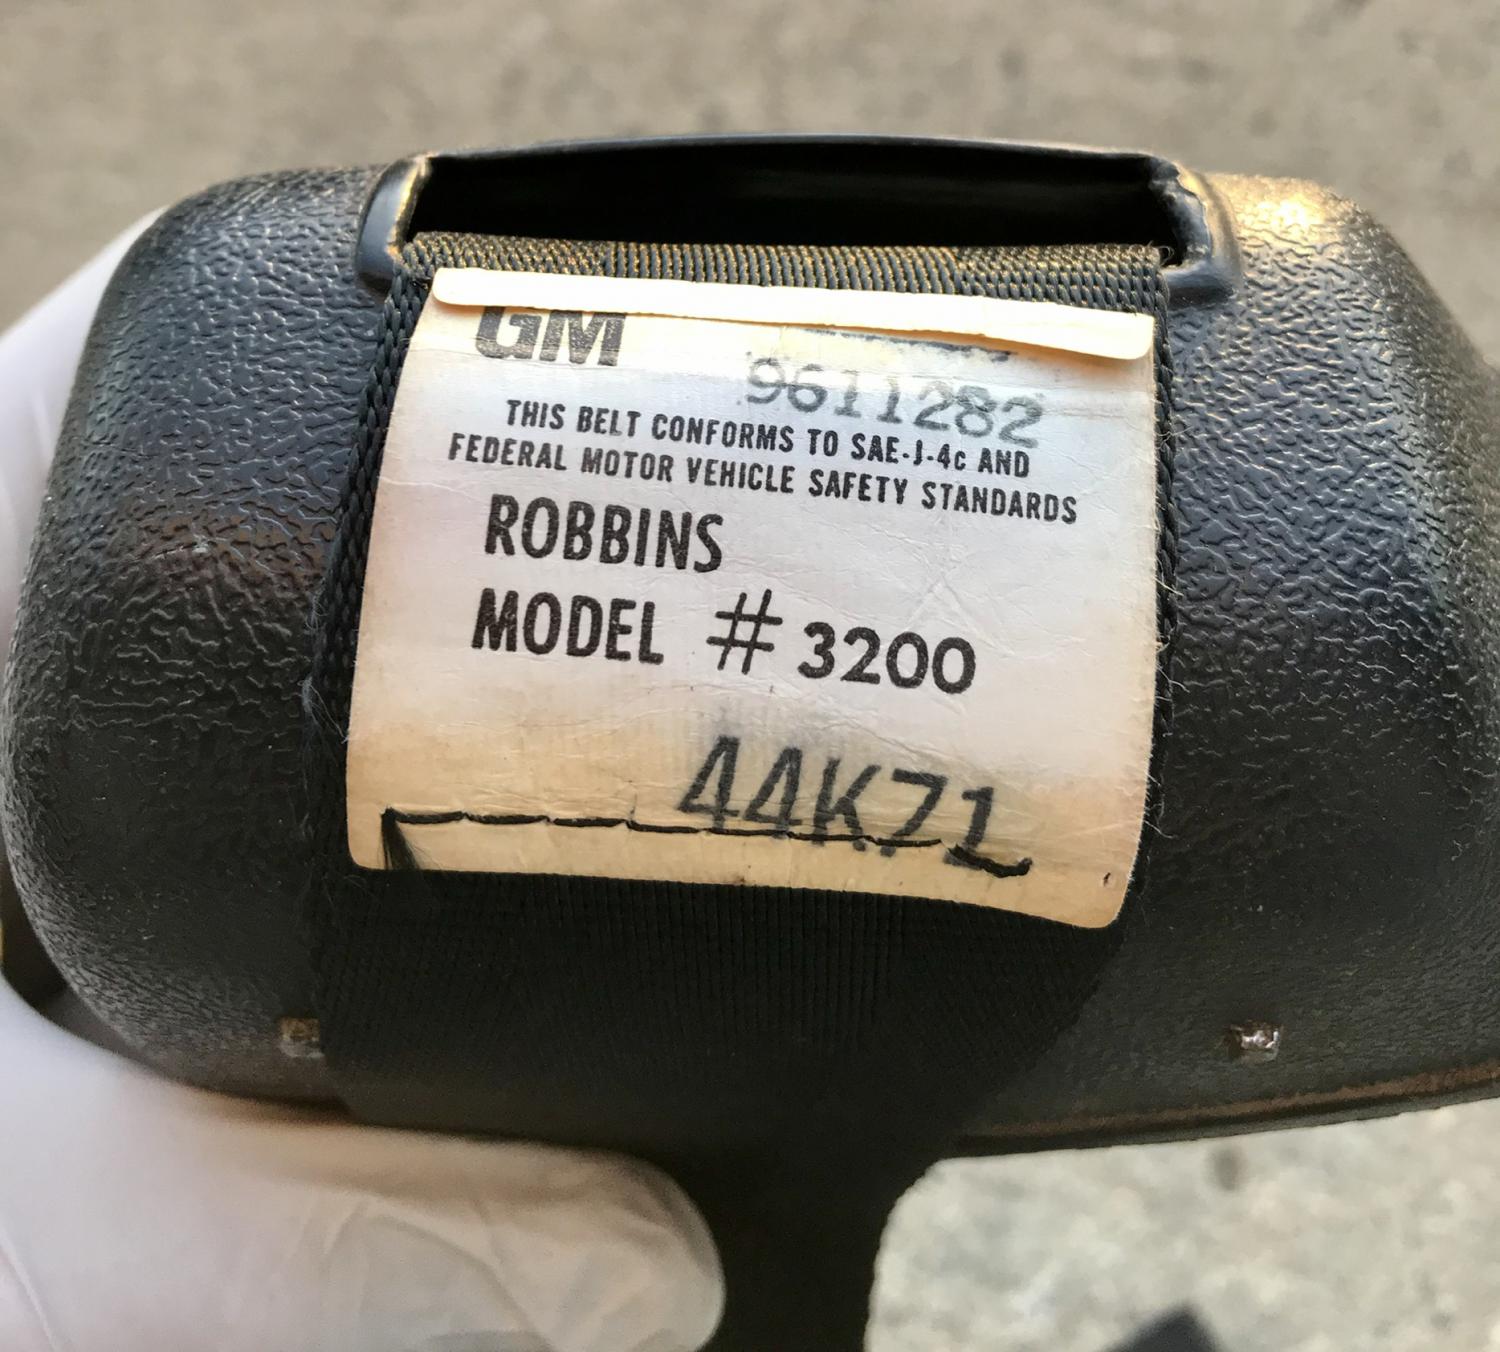 GM
9611282
THIS BELT CONFORMS TO SAE-J-4c AND
FEDERAL MOTOR VEHICLE SAFETY STANDARDS
ROBBINS
MODEL # 3200
44K71